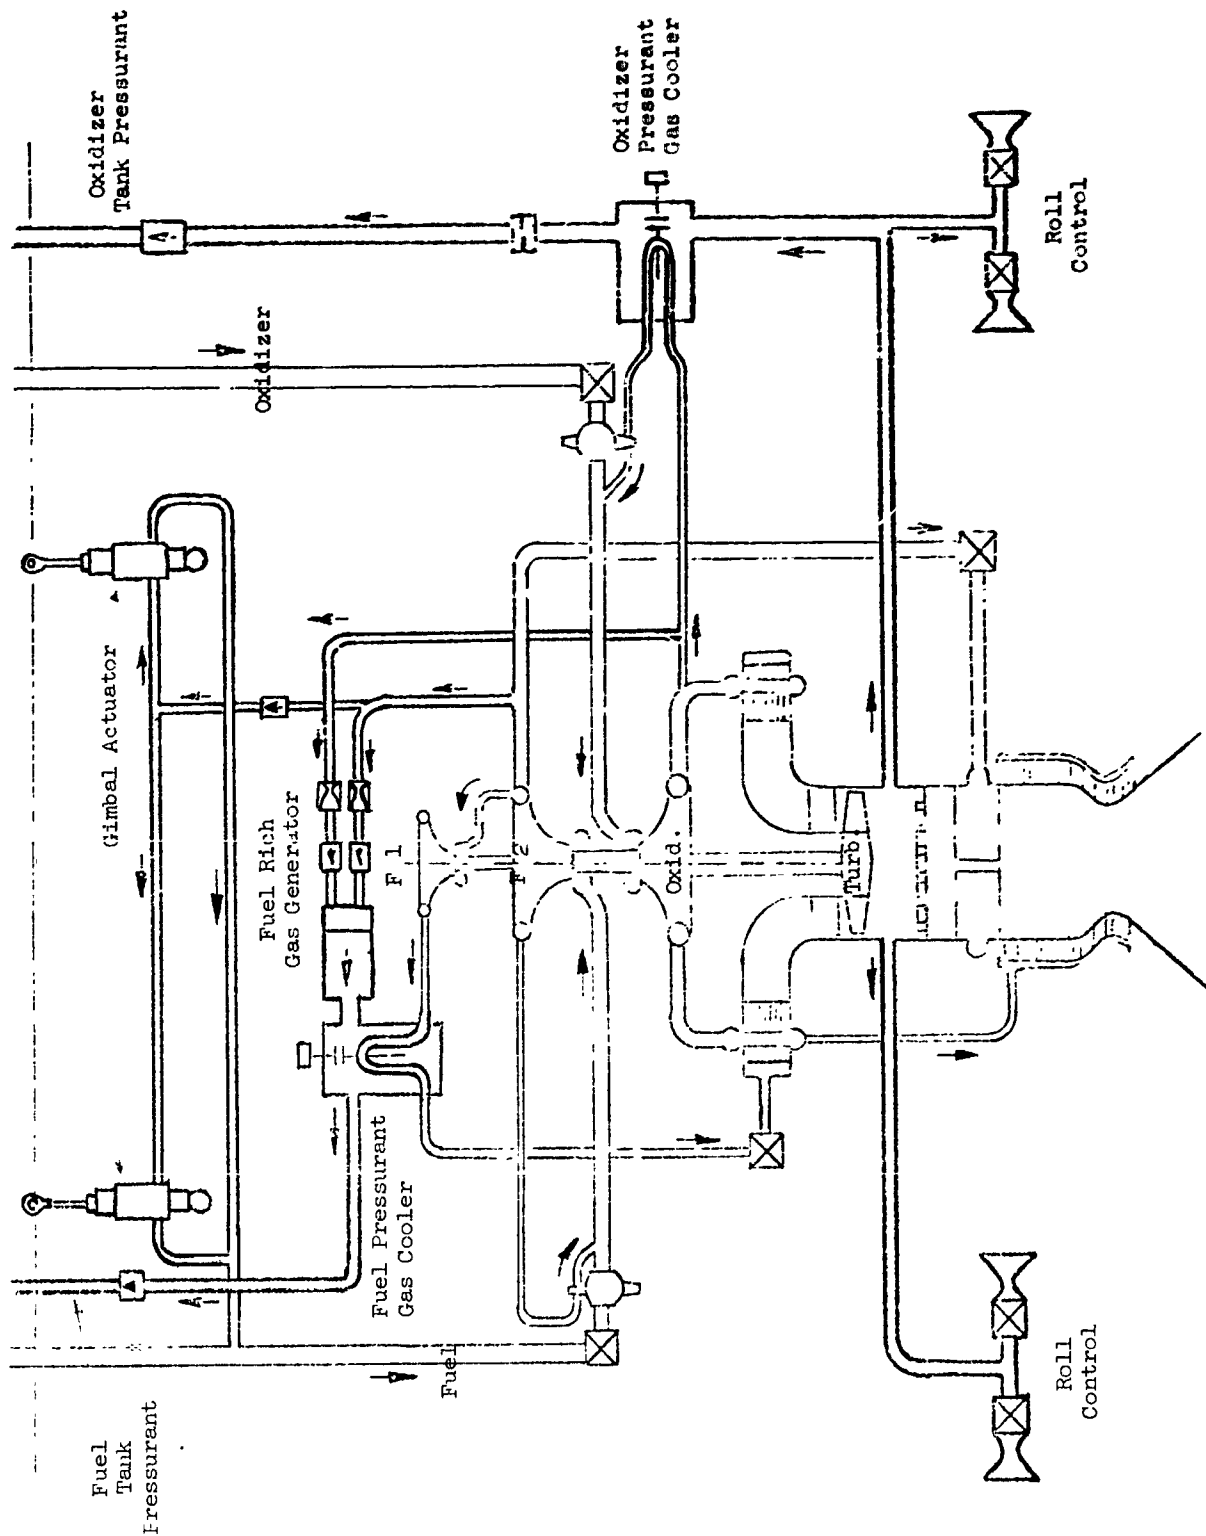 Fuel
Tank
Pressurant
Oxidizer
Tank Pressurant
Gimbal Actuator
Oxidizer
Fuel Rich
Gas Generator
Fuel Pressurant
Gas Cooler
F 1
Fuel
F 2
Oxidizer
Pressurant
Gas Cooler
Oxid.
Turb.
Roll
Control
Roll
Control